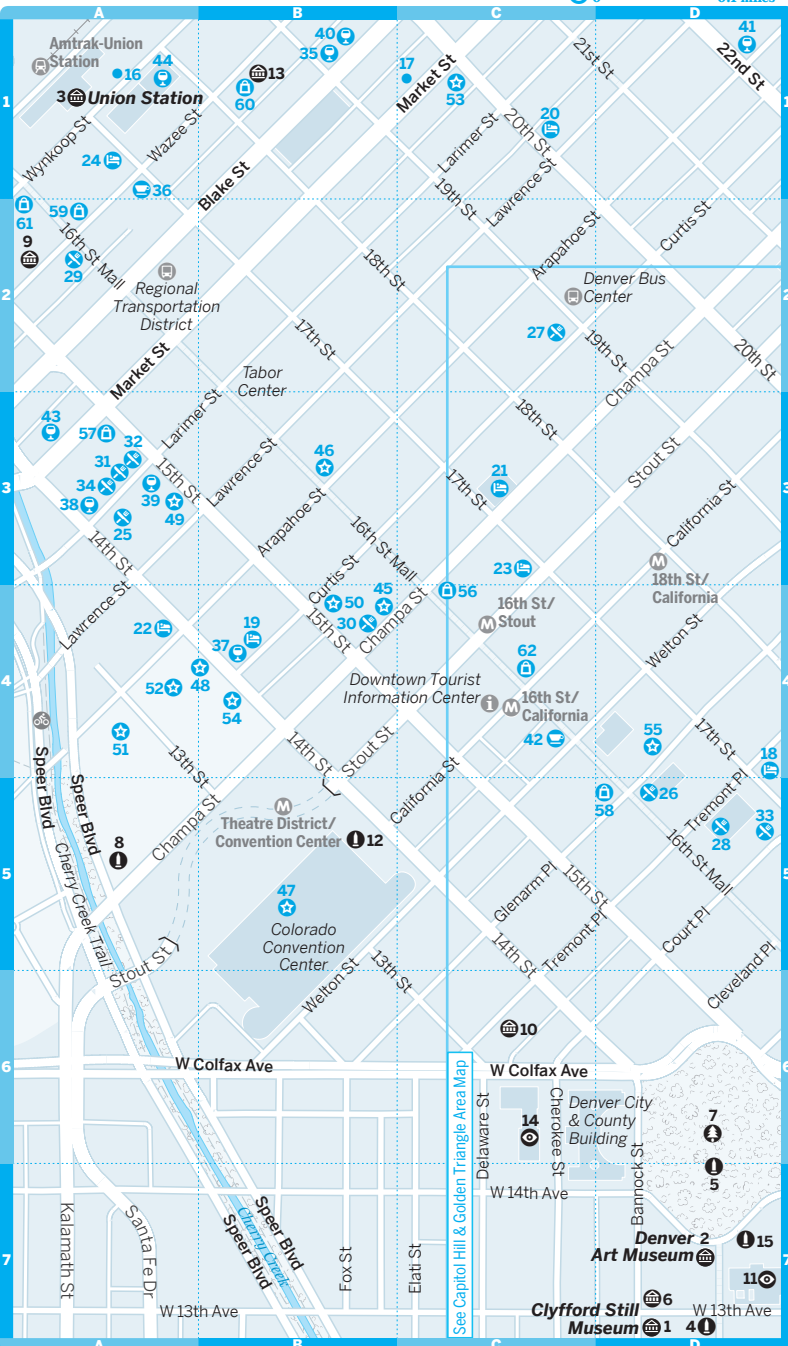 A
B
C
D
40
35
41
Amtrak-Union
Station
16
44
13
17
21st St
22nd St
1
3
Union Station
60
Market St
53
20
1
Wynkoop St
24
Wazee St
Larimer St
20th St
36
Blake St
19th St
Lawrence St
61
59
9
16th St Mall
29
Regional
Transportation
District
18th St
Arapahoe St
Curtis St
Denver Bus
Center
2
2
17th St
27
19th St
20th St
Market St
Tabor
Center
Champa St
43
57
Larimer St
18th St
32
31
34
38
15th St
39
49
25
Lawrence St
46
Arapahoe St
17th St
21
Stout St
California St
3
3
14th St
16th St Mall
23
18th St/
California
Lawrence St
Curtis St
50
45
30
56
16th St/
Stout
22
19
37
15th St
Champa St
62
Welton St
4
4
52
48
54
51
Downtown Tourist
Information Center
16th St/
California
42
55
17th St
18
13th St
14th St
Stout St
Speer Blvd
Speer Blvd
California St
58
26
Tremont Pl
33
28
8
Champa St
Theatre District/
Convention Center
12
16th St Mall
5
5
Cherry Creek Trail
47
Colorado
Convention
Center
Glenarm Pl
15th St
Tremont Pl
Court Pl
14th St
Stout St
Welton St
13th St
Cleveland Pl
10
6
6
W Colfax Ave
W Colfax Ave
See Capitol Hill & Golden Triangle Area Map
Delaware St
14
Cherokee St
Denver City
& County
Building
7
5
Bannock St
W 14th Ave
Kalamath St
Santa Fe Dr
Speer Blvd
Cherry Creek
Speer Blvd
Fox St
Elati St
Denver
2
Art Museum
15
7
7
11
6
W 13th Ave
W 13th Ave
Clyfford Still
Museum
1
4
A
B
C
D